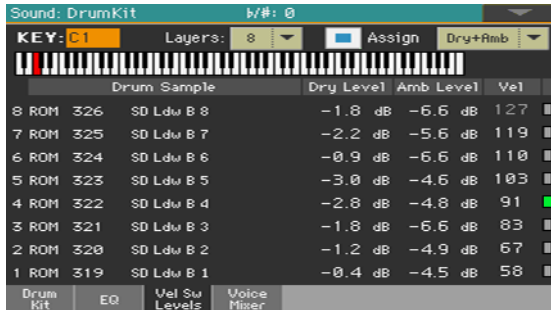 Sound: DrumKit ♭/#: 0
KEY: C1 Layers: 8 Assign Dry+Amb
Drum Sample Dry Level Amb Level Vel
8 ROM 326 SD Ldw B 8 -1.8 dB -6.6 dB 127
7 ROM 325 SD Ldw B 7 -2.2 dB -5.6 dB 119
6 ROM 324 SD Ldw B 6 -0.9 dB -6.6 dB 110
5 ROM 323 SD Ldw B 5 -3.0 dB -4.6 dB 103
4 ROM 322 SD Ldw B 4 -2.8 dB -4.8 dB 91
3 ROM 321 SD Ldw B 3 -1.8 dB -6.6 dB 83
2 ROM 320 SD Ldw B 2 -1.2 dB -4.9 dB 67
1 ROM 319 SD Ldw B 1 -0.4 dB -4.5 dB 58
Drum Kit EQ Vel Sw Levels Voice Mixer